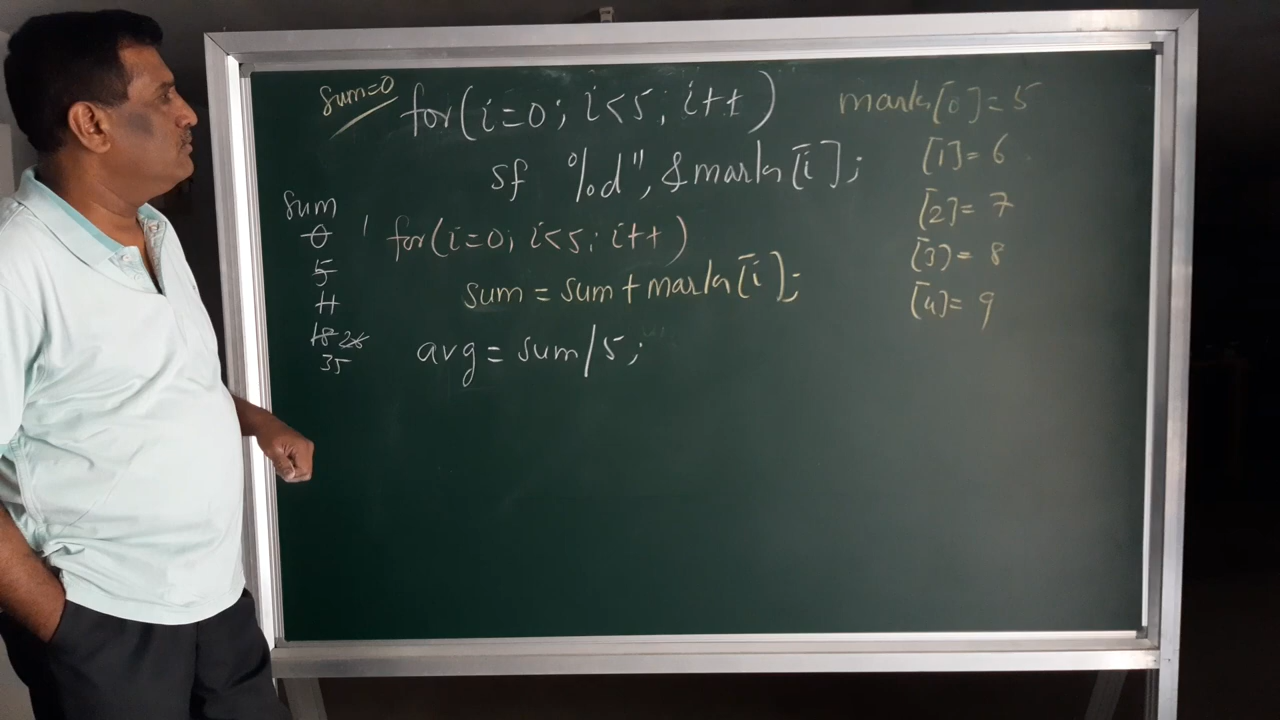 sum=0
for(i=0; i<5; i++)
sf "%d", &marks[i];
for(i=0; i<5; i++)
sum = sum + marks[i];
avg = sum/5;
sum
0
5
11
18 26
35
marks[0] = 5
[1] = 6
[2] = 7
[3] = 8
[4] = 9